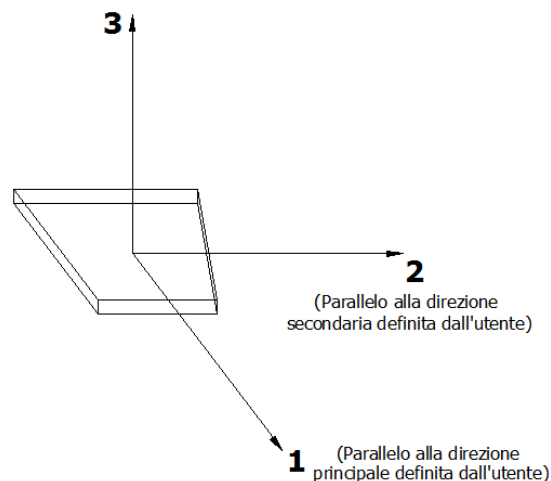 3
2
(Parallelo alla direzione
secondaria definita dall'utente)
1
(Parallelo alla direzione
principale definita dall'utente)